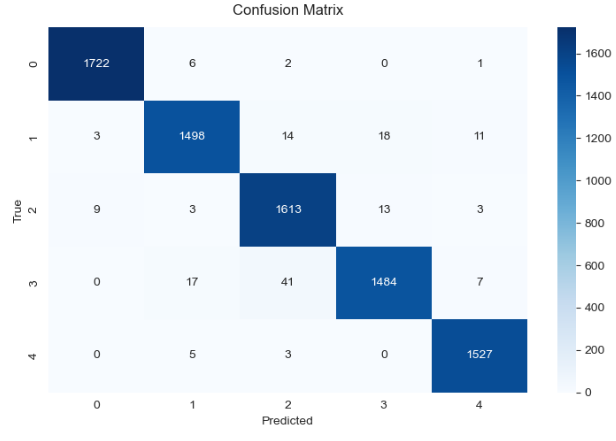 Confusion Matrix
0 1722 6 2 0 1
1 3 1498 14 18 11
2 9 3 1613 13 3
3 0 17 41 1484 7
4 0 5 3 0 1527
0 1 2 3 4
True
Predicted
1600
1400
1200
1000
800
600
400
200
0